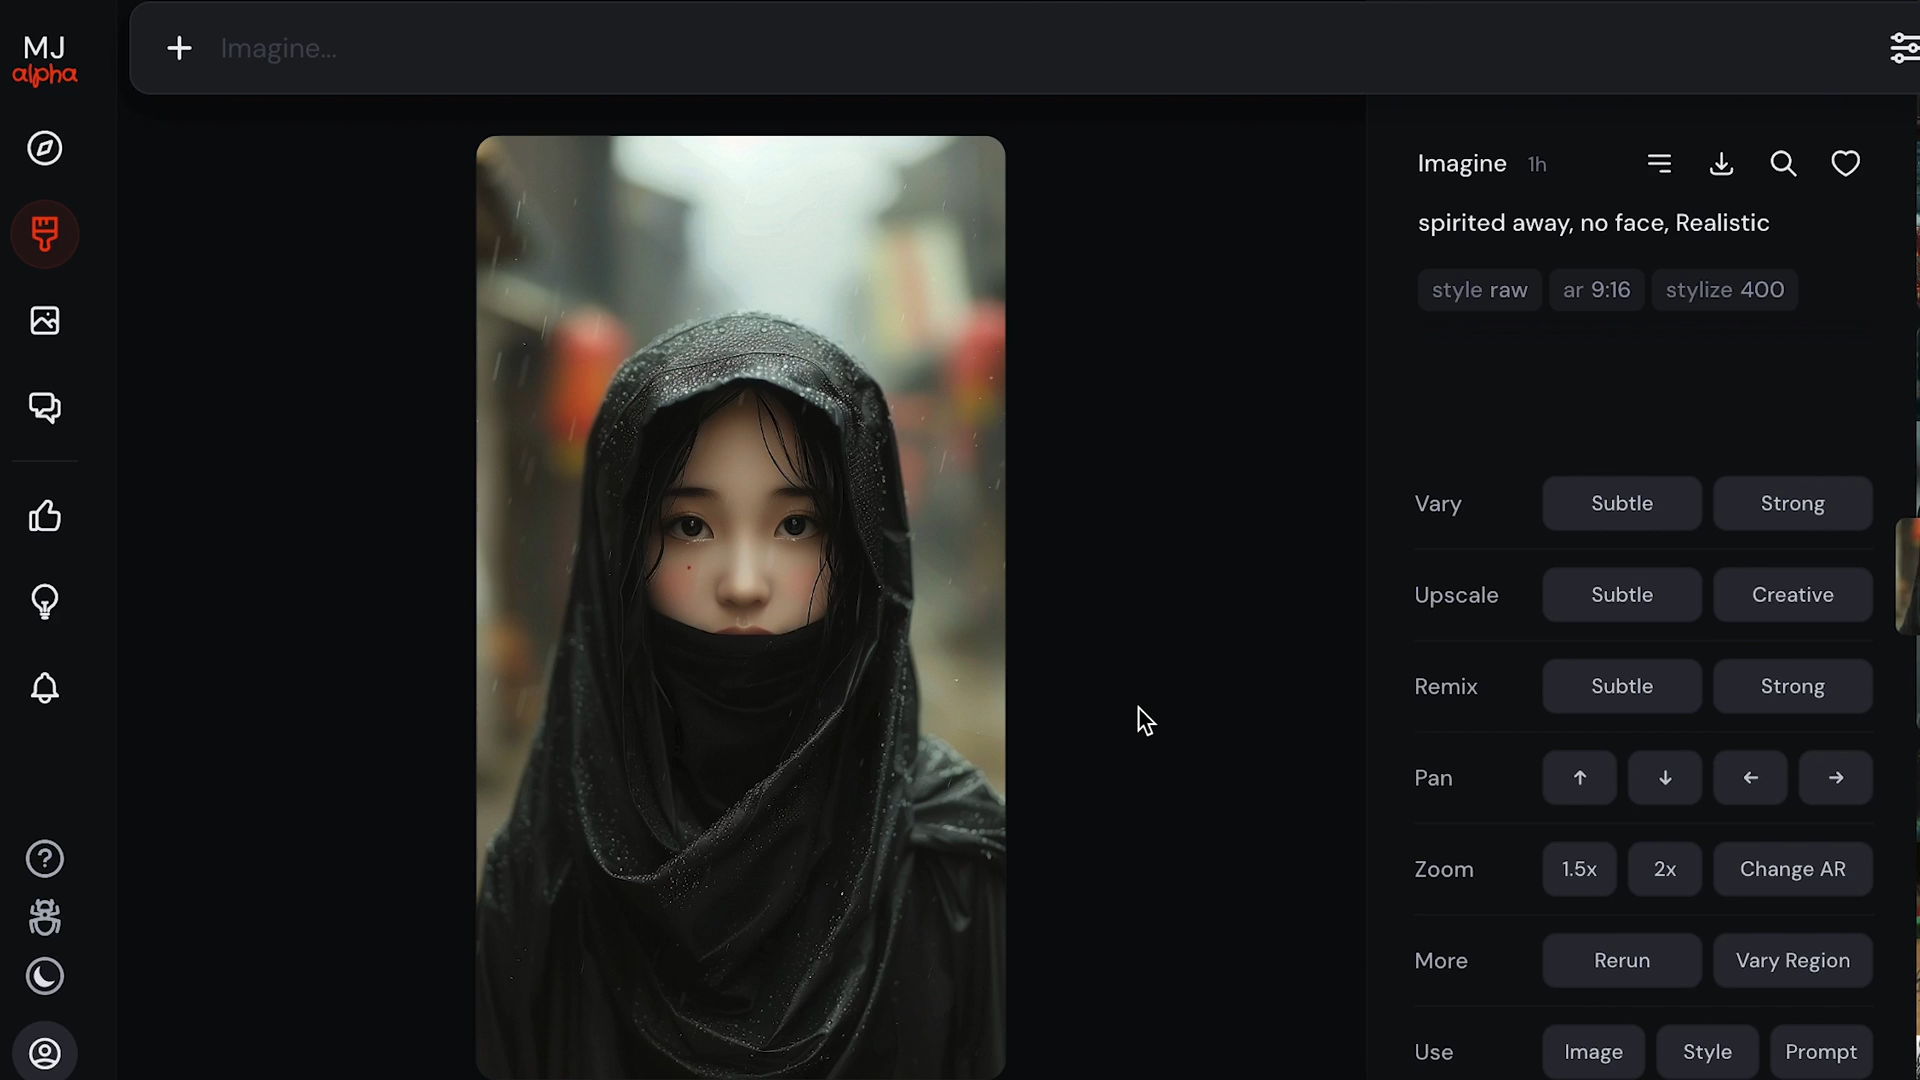 MJ
alpha
Imagine...
Imagine 1h
spirited away, no face, Realistic
style raw ar 9:16 stylize 400
Vary Subtle Strong
Upscale Subtle Creative
Remix Subtle Strong
Pan ↑ ↓ ← →
Zoom 1.5x 2x Change AR
More Rerun Vary Region
Use Image Style Prompt